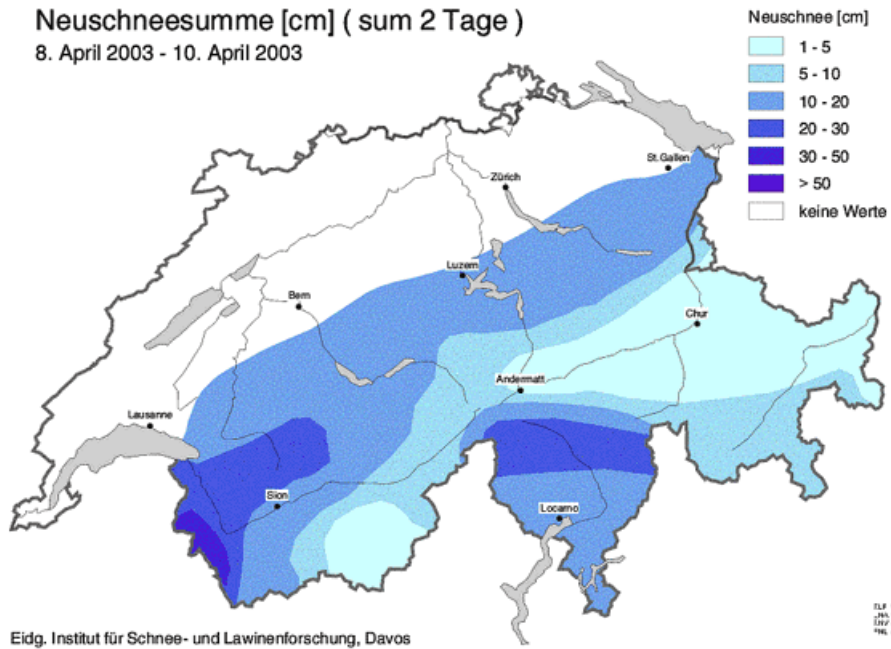 Neuschneesumme [cm] ( sum 2 Tage )
8. April 2003 - 10. April 2003
Neuschnee [cm]
1 - 5
5 - 10
10 - 20
20 - 30
30 - 50
> 50
keine Werte
St.Gallen
Zürich
Luzern
Bern
Chur
Andermatt
Lausanne
Sion
Locarno
Eidg. Institut für Schnee- und Lawinenforschung, Davos